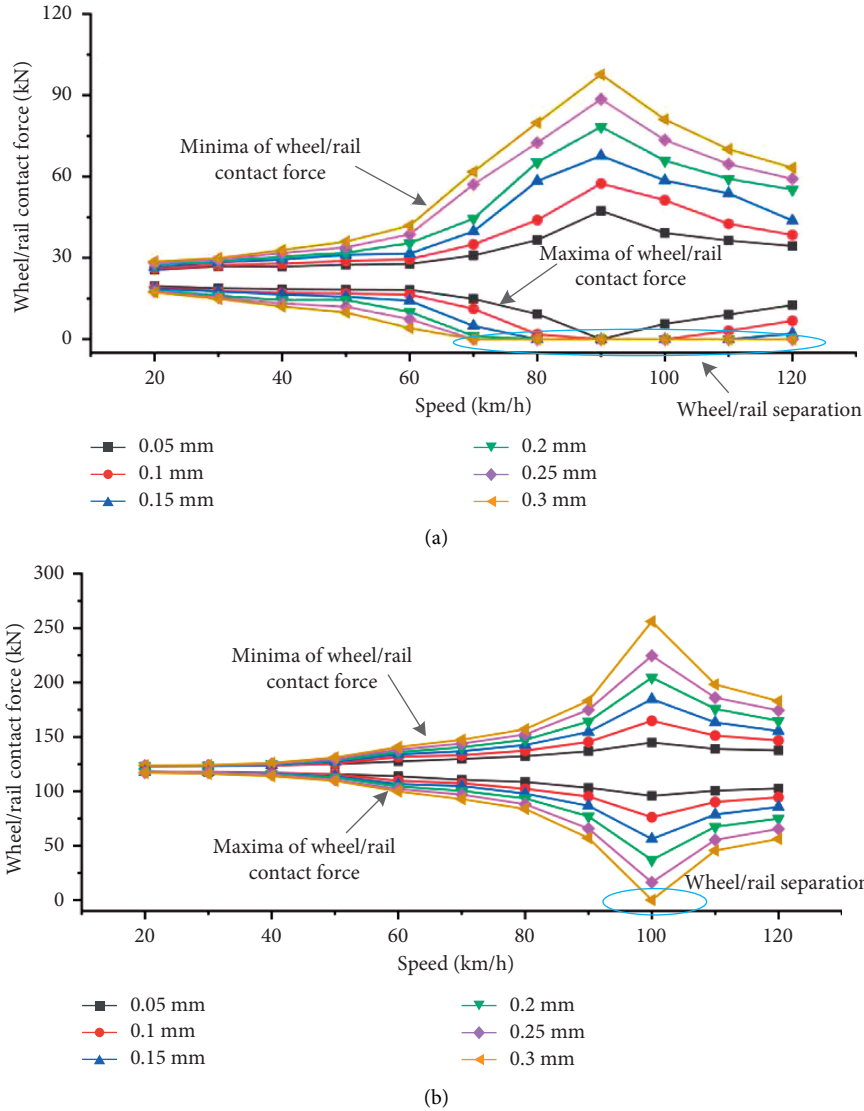 120
90
60
30
0
Wheel/rail contact force (kN)
Minima of wheel/rail
contact force
Maxima of wheel/rail
contact force
Wheel/rail separation
20 40 60 80 100 120
Speed (km/h)
0.05 mm 0.2 mm
0.1 mm 0.25 mm
0.15 mm 0.3 mm
(a)
300
250
200
150
100
50
0
Wheel/rail contact force (kN)
Minima of wheel/rail
contact force
Maxima of wheel/rail
contact force
Wheel/rail separation
20 40 60 80 100 120
Speed (km/h)
0.05 mm 0.2 mm
0.1 mm 0.25 mm
0.15 mm 0.3 mm
(b)